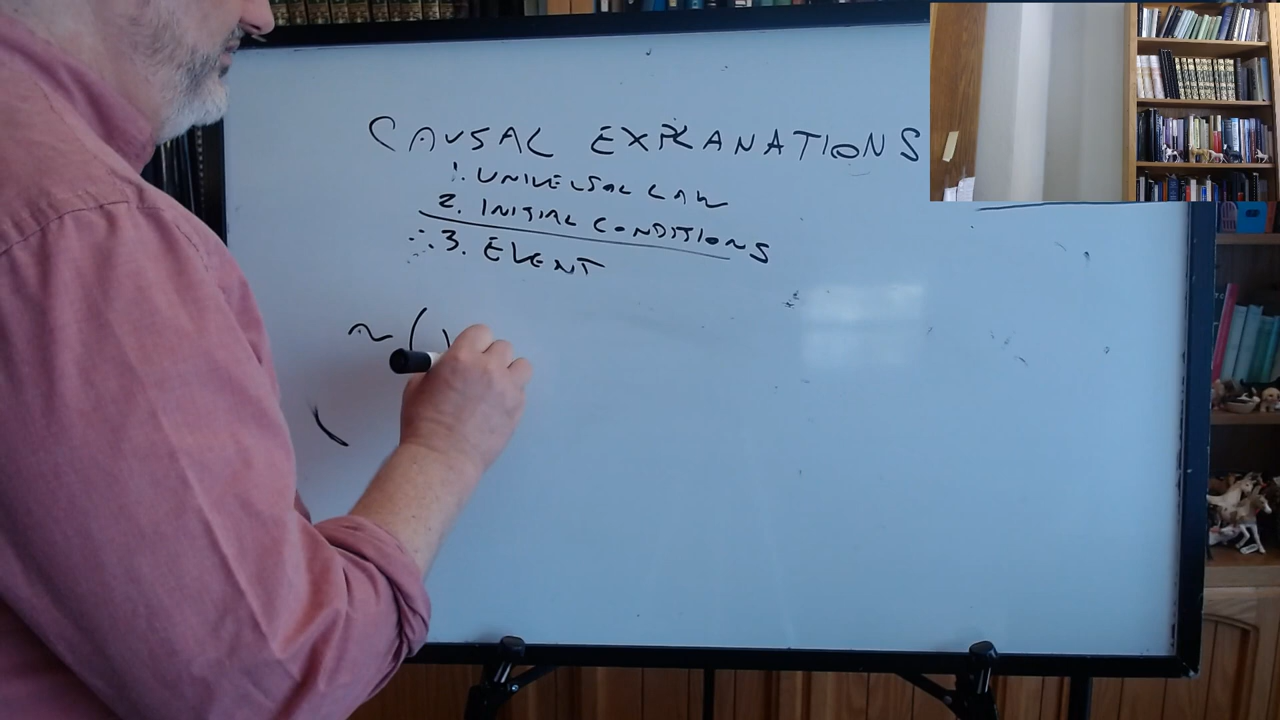 CAUSAL EXPLANATIONS
1. UNIVERSAL LAW
2. INITIAL CONDITIONS
∴ 3. EVENT
~ (
(